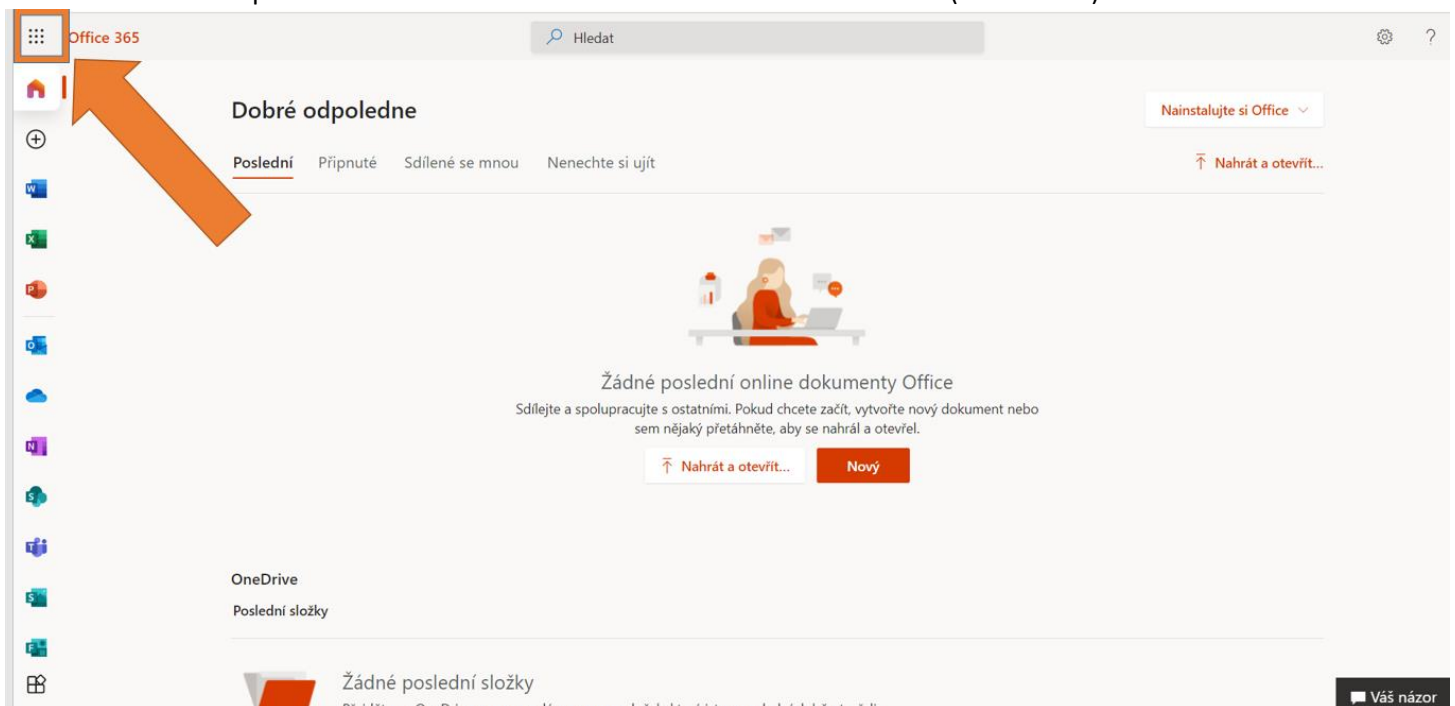 Office 365
Hledat
?
Dobré odpoledne
Nainstalujte si Office
Poslední Připnuté Sdílené se mnou Nenechte si ujít
Nahrát a otevřít...
Žádné poslední online dokumenty Office
Sdílejte a spolupracujte s ostatními. Pokud chcete začít, vytvořte nový dokument nebo
sem nějaký přetáhněte, aby se nahrál a otevřel.
Nahrát a otevřít... Nový
OneDrive
Poslední složky
Žádné poslední složky
Váš názor